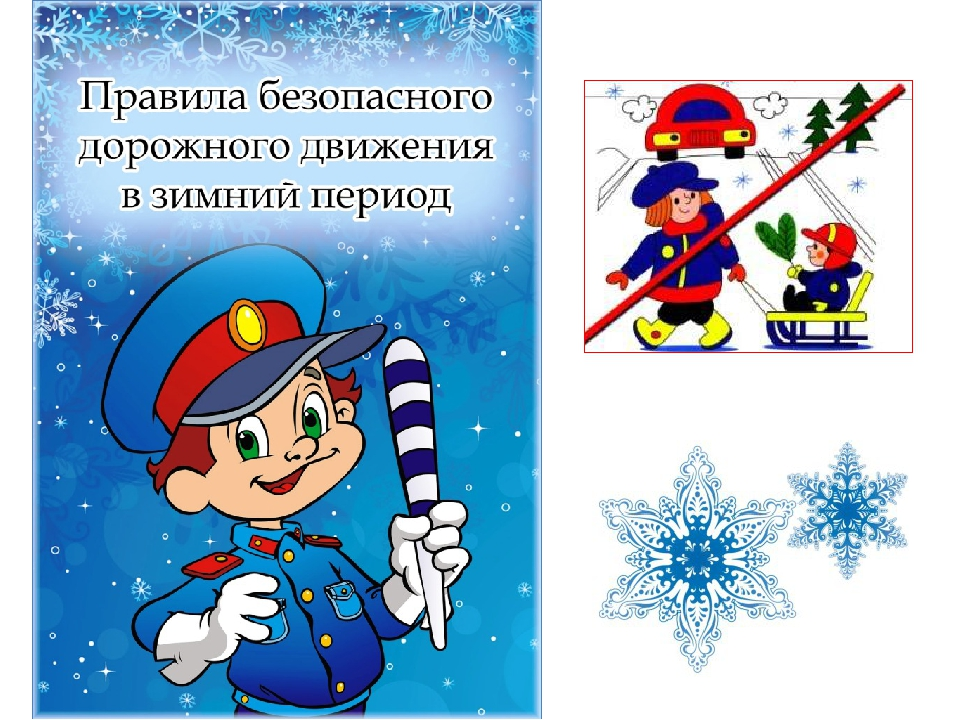 Правила безопасного
дорожного движения
в зимний период